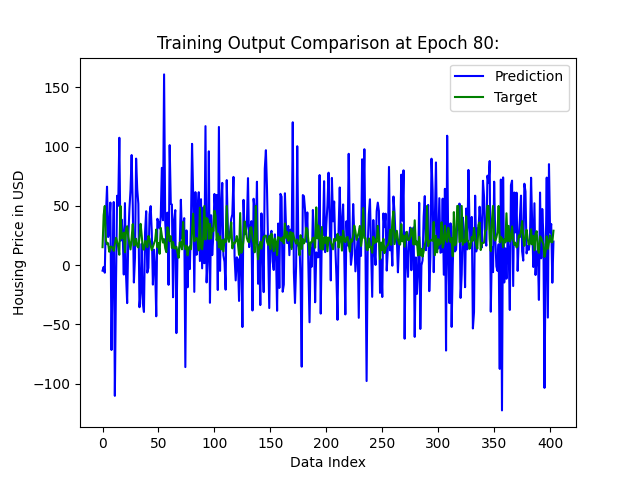 Training Output Comparison at Epoch 80:
Prediction
Target
Housing Price in USD
150
100
50
0
−50
−100
0 50 100 150 200 250 300 350 400
Data Index